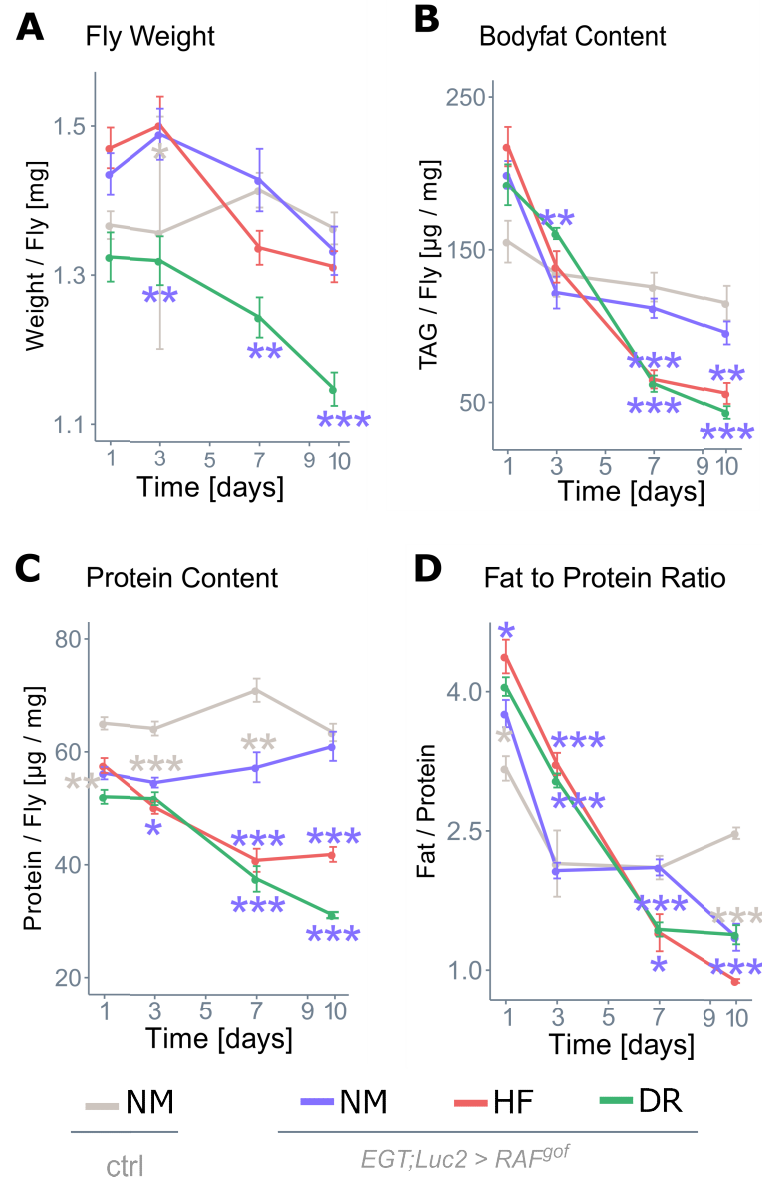 A Fly Weight
Weight / Fly [mg]
1.5
1.3
1.1
*
**
**
***
1 3 5 7 9 10
Time [days]
B Bodyfat Content
TAG / Fly [µg / mg]
250
150
50
**
***
**
***
***
1 3 5 7 9 10
Time [days]
C Protein Content
Protein / Fly [µg / mg]
80
60
40
20
**
***
**
*
***
***
***
***
1 3 5 7 9 10
Time [days]
D Fat to Protein Ratio
Fat / Protein
4.0
2.5
1.0
*
*
***
***
***
***
*
***
1 3 5 7 9 10
Time [days]
NM NM HF DR
ctrl EGT;Luc2 > RAFgof